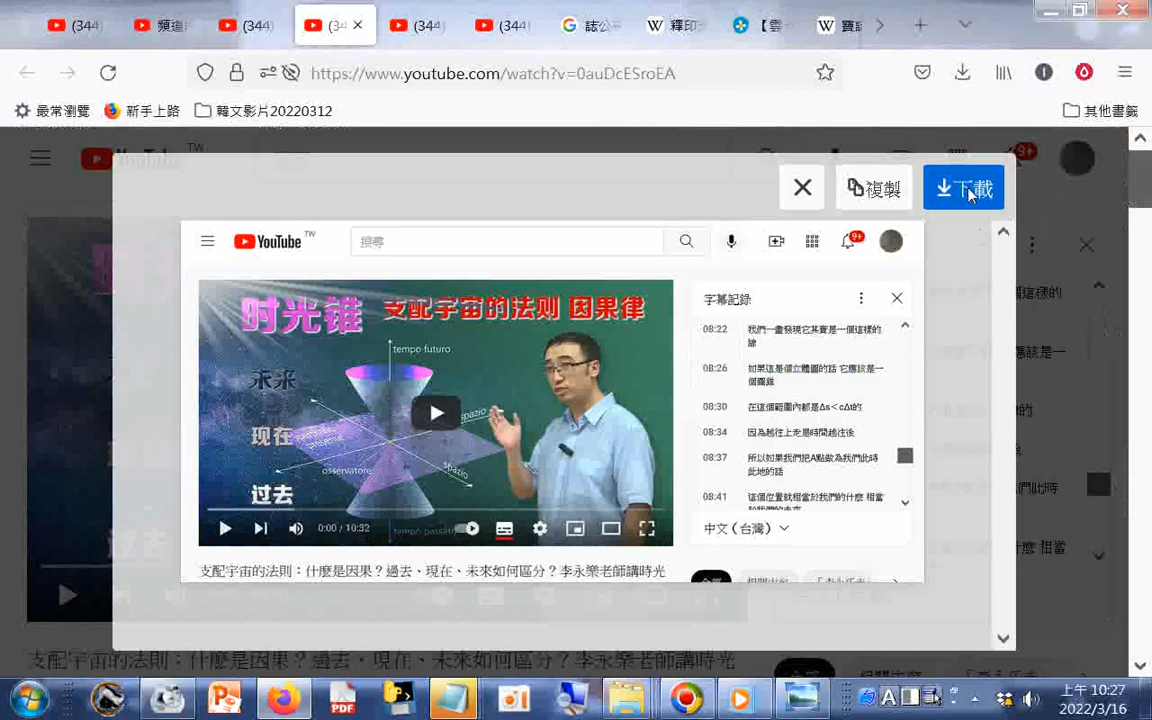 (344)
頻道
(344
(34
(344
(344
誌公
釋印
【雲
寶誌
https://www.youtube.com/watch?v=0auDcESroEA
最常瀏覽
新手上路
韓文影片20220312
其他書籤
複製
下載
YouTube TW
搜尋
9+
时光锥
支配宇宙的法则 因果律
tempo futuro
未来
现在
过去
spazio
osservatore
spazio
0:00 / 10:32
tempo passato
字幕記錄
08:22 我們一畫發現它其實是一個這樣的
線
08:26 如果這是個立體圖的話 它應該是一
個圓錐
08:30 在這個範圍內都是Δs<cΔt的
08:34 因為越往上走是時間越往後
08:37 所以如果我們把A點做為我們此時
此地的話
08:41 這個位置就相當於我們的什麼 相當
於我們的未來
中文（台灣）
支配宇宙的法則：什麼是因果？過去、現在、未來如何區分？李永樂老師講時光
支配宇宙的法則：什麼是因果？過去、現在、未來如何區分？李永樂老師講時光
PDF
A
上午 10:27
2022/3/16